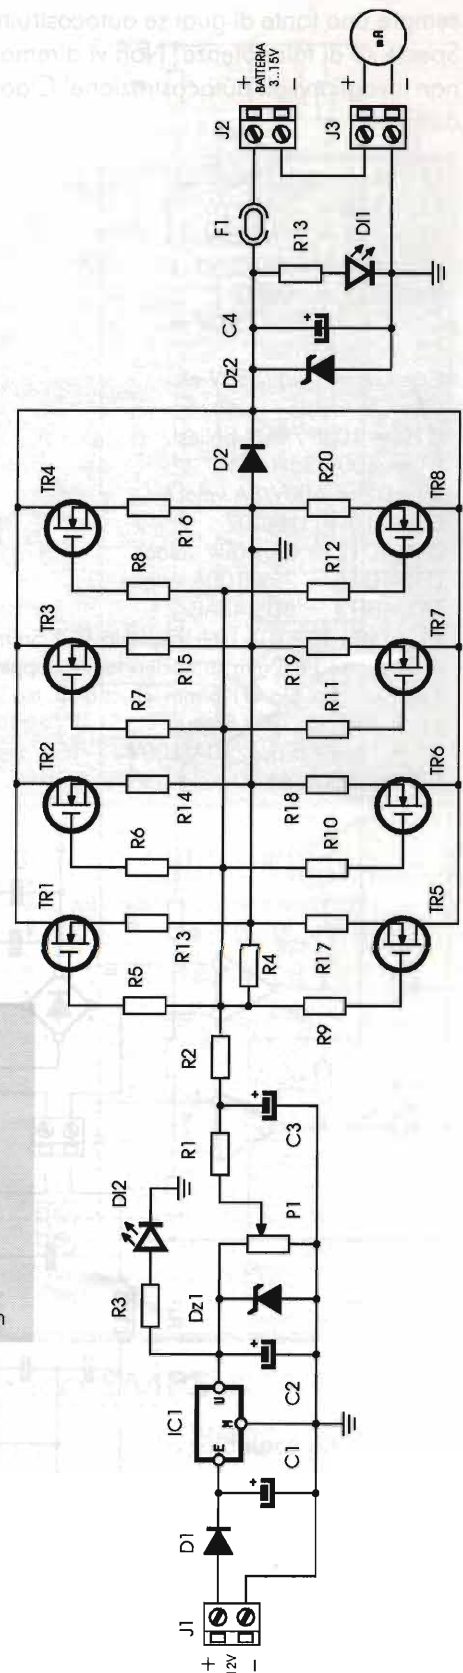 J1
+
12V
-
D1
IC1
E
U
M
C1
C2
R3
DI2
Dz1
P1
R1
+
C3
R2
R4
TR1
TR2
TR3
TR4
R5
R6
R7
R8
R13
R14
R15
R16
R17
R18
R19
R20
R9
R10
R11
R12
TR5
TR6
TR7
TR8
D2
Dz2
C4
+
F1
R13
DI1
J2
+
BATTERIA
3..15V
-
J3
+
-
mA